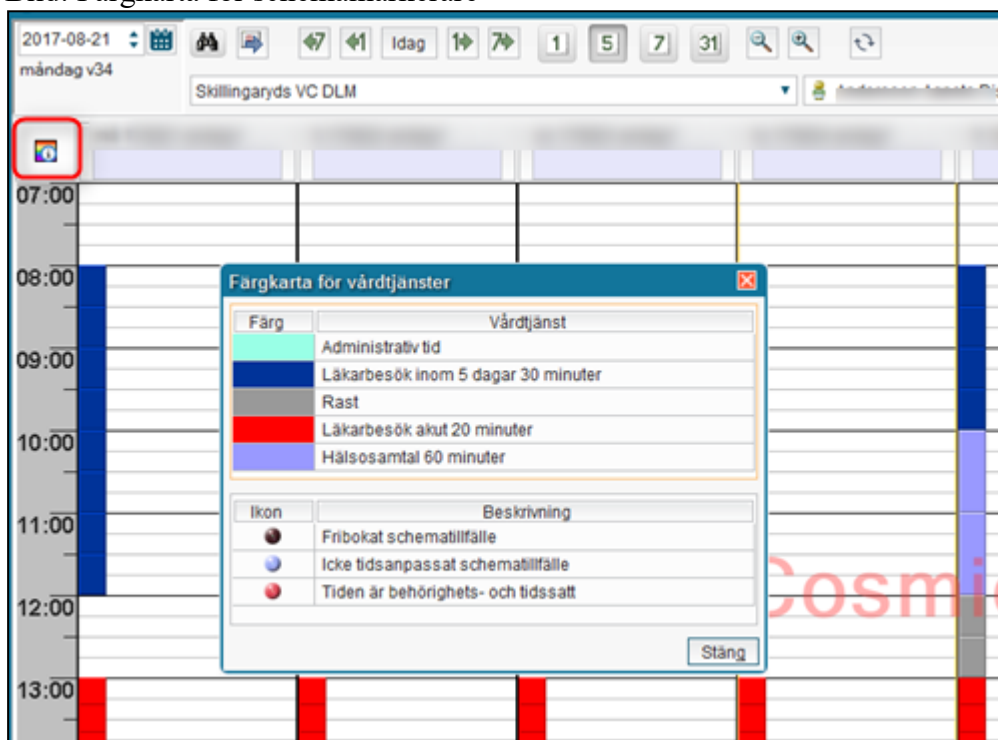 2017-08-21 Idag 1 7 1 5 7 31
måndag v34
Skillingaryds VC DLM
07:00
08:00
Färgkarta för vårdtjänster
Färg Vårdtjänst
Administrativ tid
Läkarbesök inom 5 dagar 30 minuter
09:00
Rast
Läkarbesök akut 20 minuter
10:00
Hälsosamtal 60 minuter
Ikon Beskrivning
11:00
Fribokat schematillfälle
Icke tidsanpassat schematillfälle
Tiden är behörighets- och tidssatt
12:00
Stäng
13:00